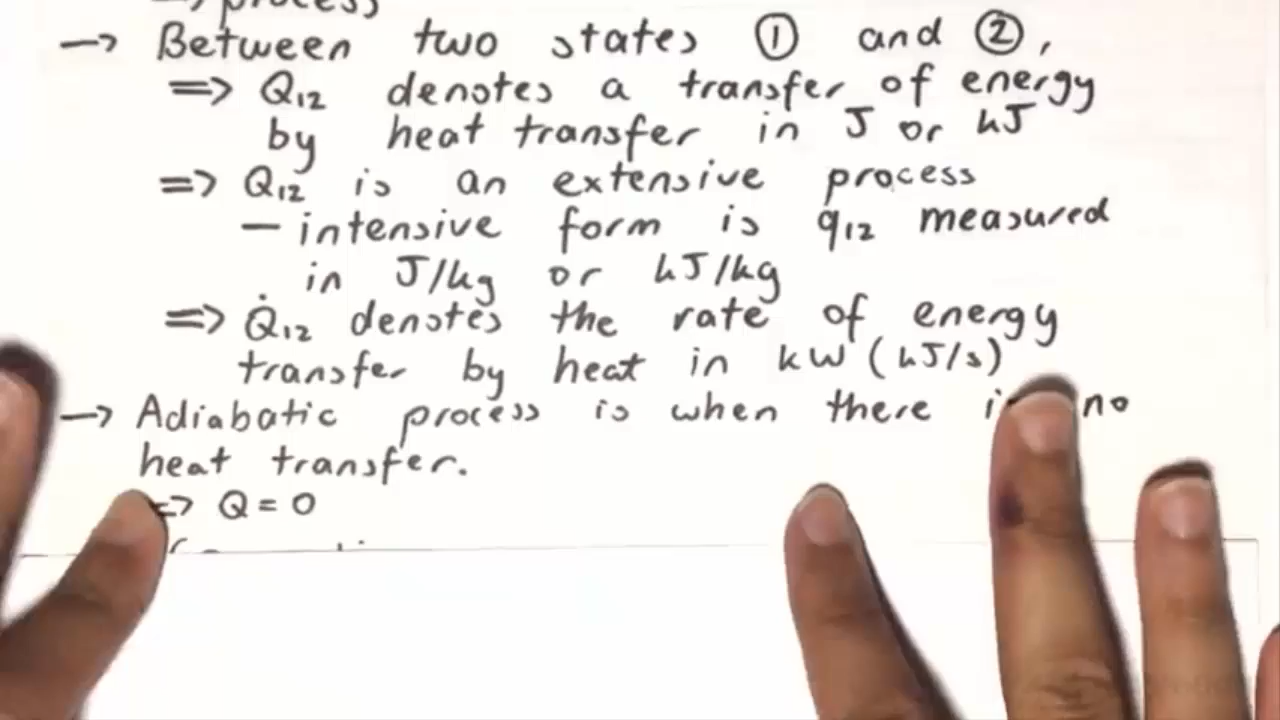 → process
→ Between two states ① and ②,
⇒ Q₁₂ denotes a transfer of energy
by heat transfer in J or kJ
⇒ Q₁₂ is an extensive process
– intensive form is q₁₂ measured
in J/kg or kJ/kg
⇒ Q̇₁₂ denotes the rate of energy
transfer by heat in kW (kJ/s)
→ Adiabatic process is when there no
heat transfer.
⇒ Q = 0